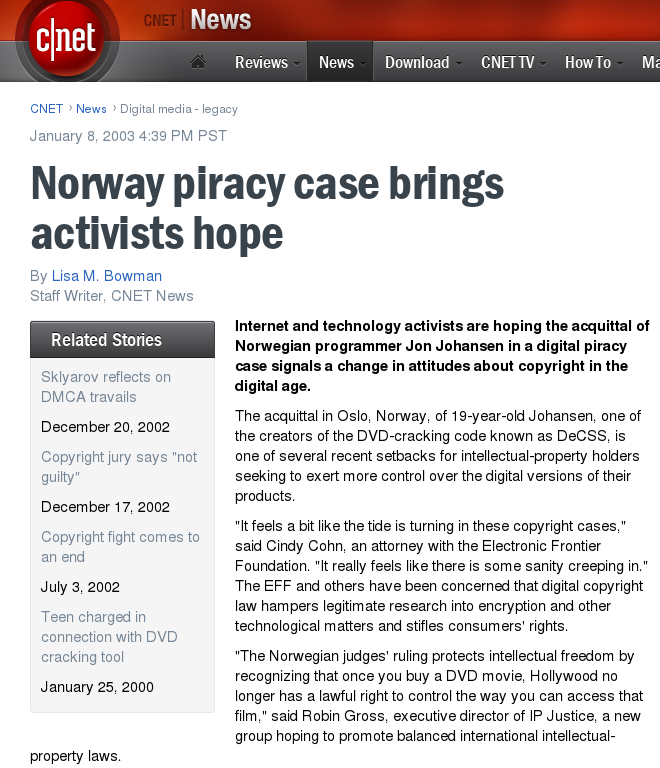 c|net
CNET | News
Reviews News Download CNET TV How To Ma
CNET › News › Digital media - legacy
January 8, 2003 4:39 PM PST
Norway piracy case brings
activists hope
By Lisa M. Bowman
Staff Writer, CNET News
Related Stories
Sklyarov reflects on
DMCA travails
December 20, 2002
Copyright jury says "not
guilty"
December 17, 2002
Copyright fight comes to
an end
July 3, 2002
Teen charged in
connection with DVD
cracking tool
January 25, 2000
Internet and technology activists are hoping the acquittal of
Norwegian programmer Jon Johansen in a digital piracy
case signals a change in attitudes about copyright in the
digital age.
The acquittal in Oslo, Norway, of 19-year-old Johansen, one of
the creators of the DVD-cracking code known as DeCSS, is
one of several recent setbacks for intellectual-property holders
seeking to exert more control over the digital versions of their
products.
"It feels a bit like the tide is turning in these copyright cases,"
said Cindy Cohn, an attorney with the Electronic Frontier
Foundation. "It really feels like there is some sanity creeping in."
The EFF and others have been concerned that digital copyright
law hampers legitimate research into encryption and other
technological matters and stifles consumers' rights.
"The Norwegian judges' ruling protects intellectual freedom by
recognizing that once you buy a DVD movie, Hollywood no
longer has a lawful right to control the way you can access that
film," said Robin Gross, executive director of IP Justice, a new
group hoping to promote balanced international intellectual-
property laws.